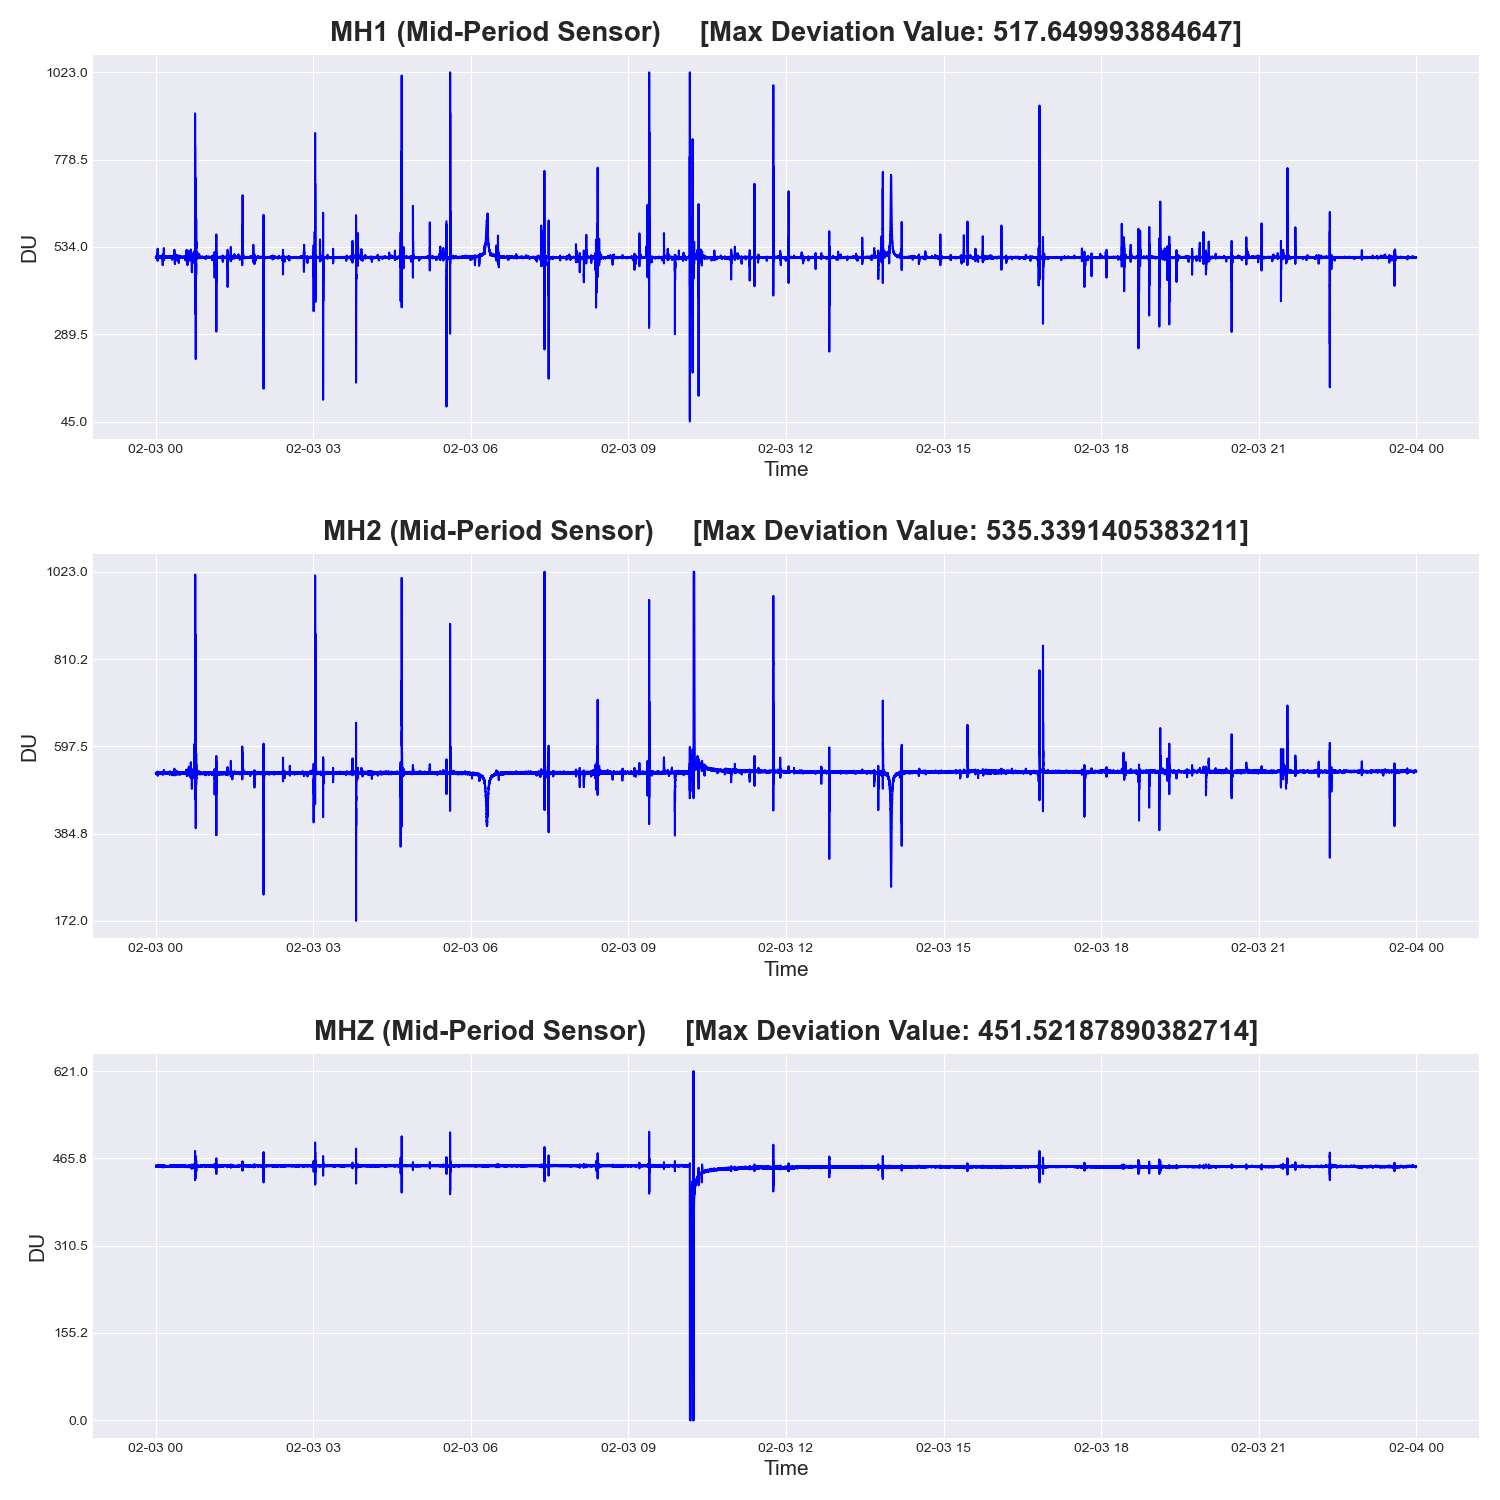 MH1 (Mid-Period Sensor) [Max Deviation Value: 517.649993884647]
1023.0
778.5
534.0
289.5
45.0
DU
02-03 00 02-03 03 02-03 06 02-03 09 02-03 12 02-03 15 02-03 18 02-03 21 02-04 00
Time
MH2 (Mid-Period Sensor) [Max Deviation Value: 535.3391405383211]
1023.0
810.2
597.5
384.8
172.0
DU
02-03 00 02-03 03 02-03 06 02-03 09 02-03 12 02-03 15 02-03 18 02-03 21 02-04 00
Time
MHZ (Mid-Period Sensor) [Max Deviation Value: 451.52187890382714]
621.0
465.8
310.5
155.2
0.0
DU
02-03 00 02-03 03 02-03 06 02-03 09 02-03 12 02-03 15 02-03 18 02-03 21 02-04 00
Time